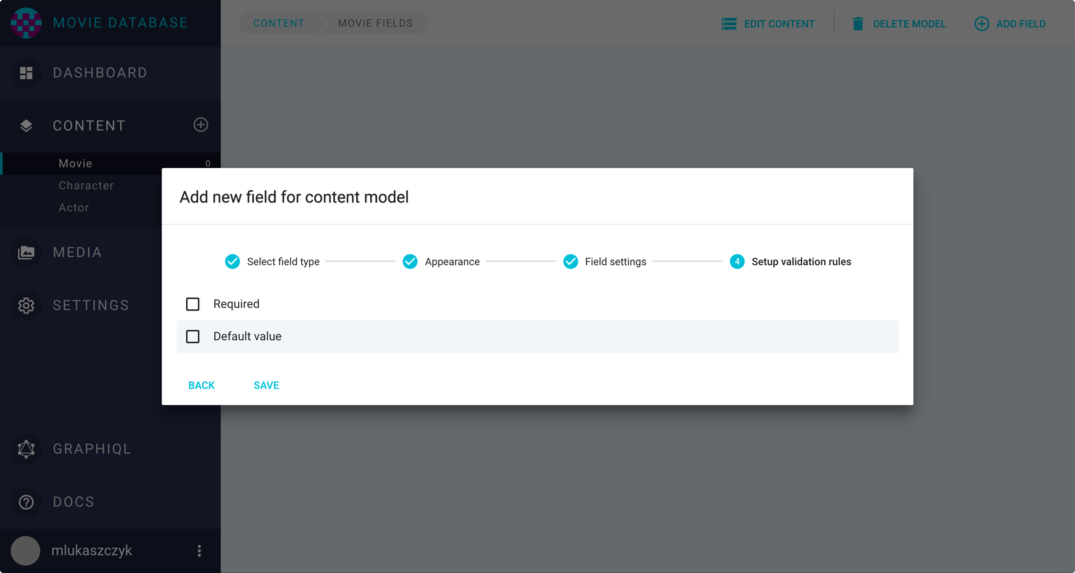 MOVIE DATABASE
CONTENT
MOVIE FIELDS
EDIT CONTENT
DELETE MODEL
ADD FIELD
DASHBOARD
CONTENT
Movie 0
Character
Actor
MEDIA
SETTINGS
GRAPHIQL
DOCS
mlukaszczyk
Add new field for content model
Select field type
Appearance
Field settings
4 Setup validation rules
Required
Default value
BACK
SAVE